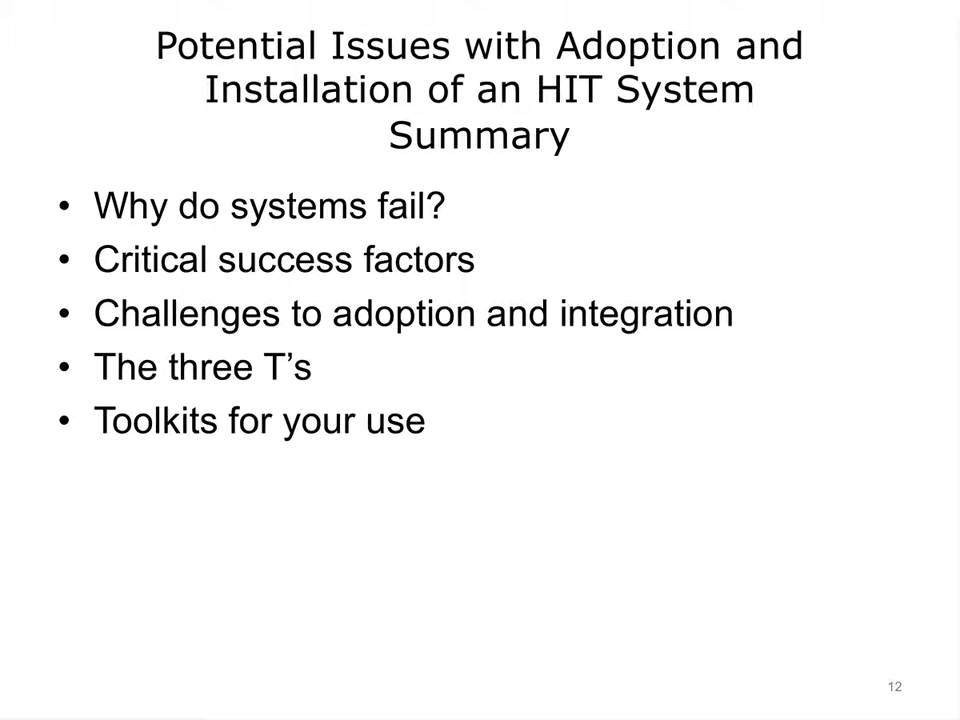 Potential Issues with Adoption and
Installation of an HIT System
Summary
• Why do systems fail?
• Critical success factors
• Challenges to adoption and integration
• The three T’s
• Toolkits for your use
12